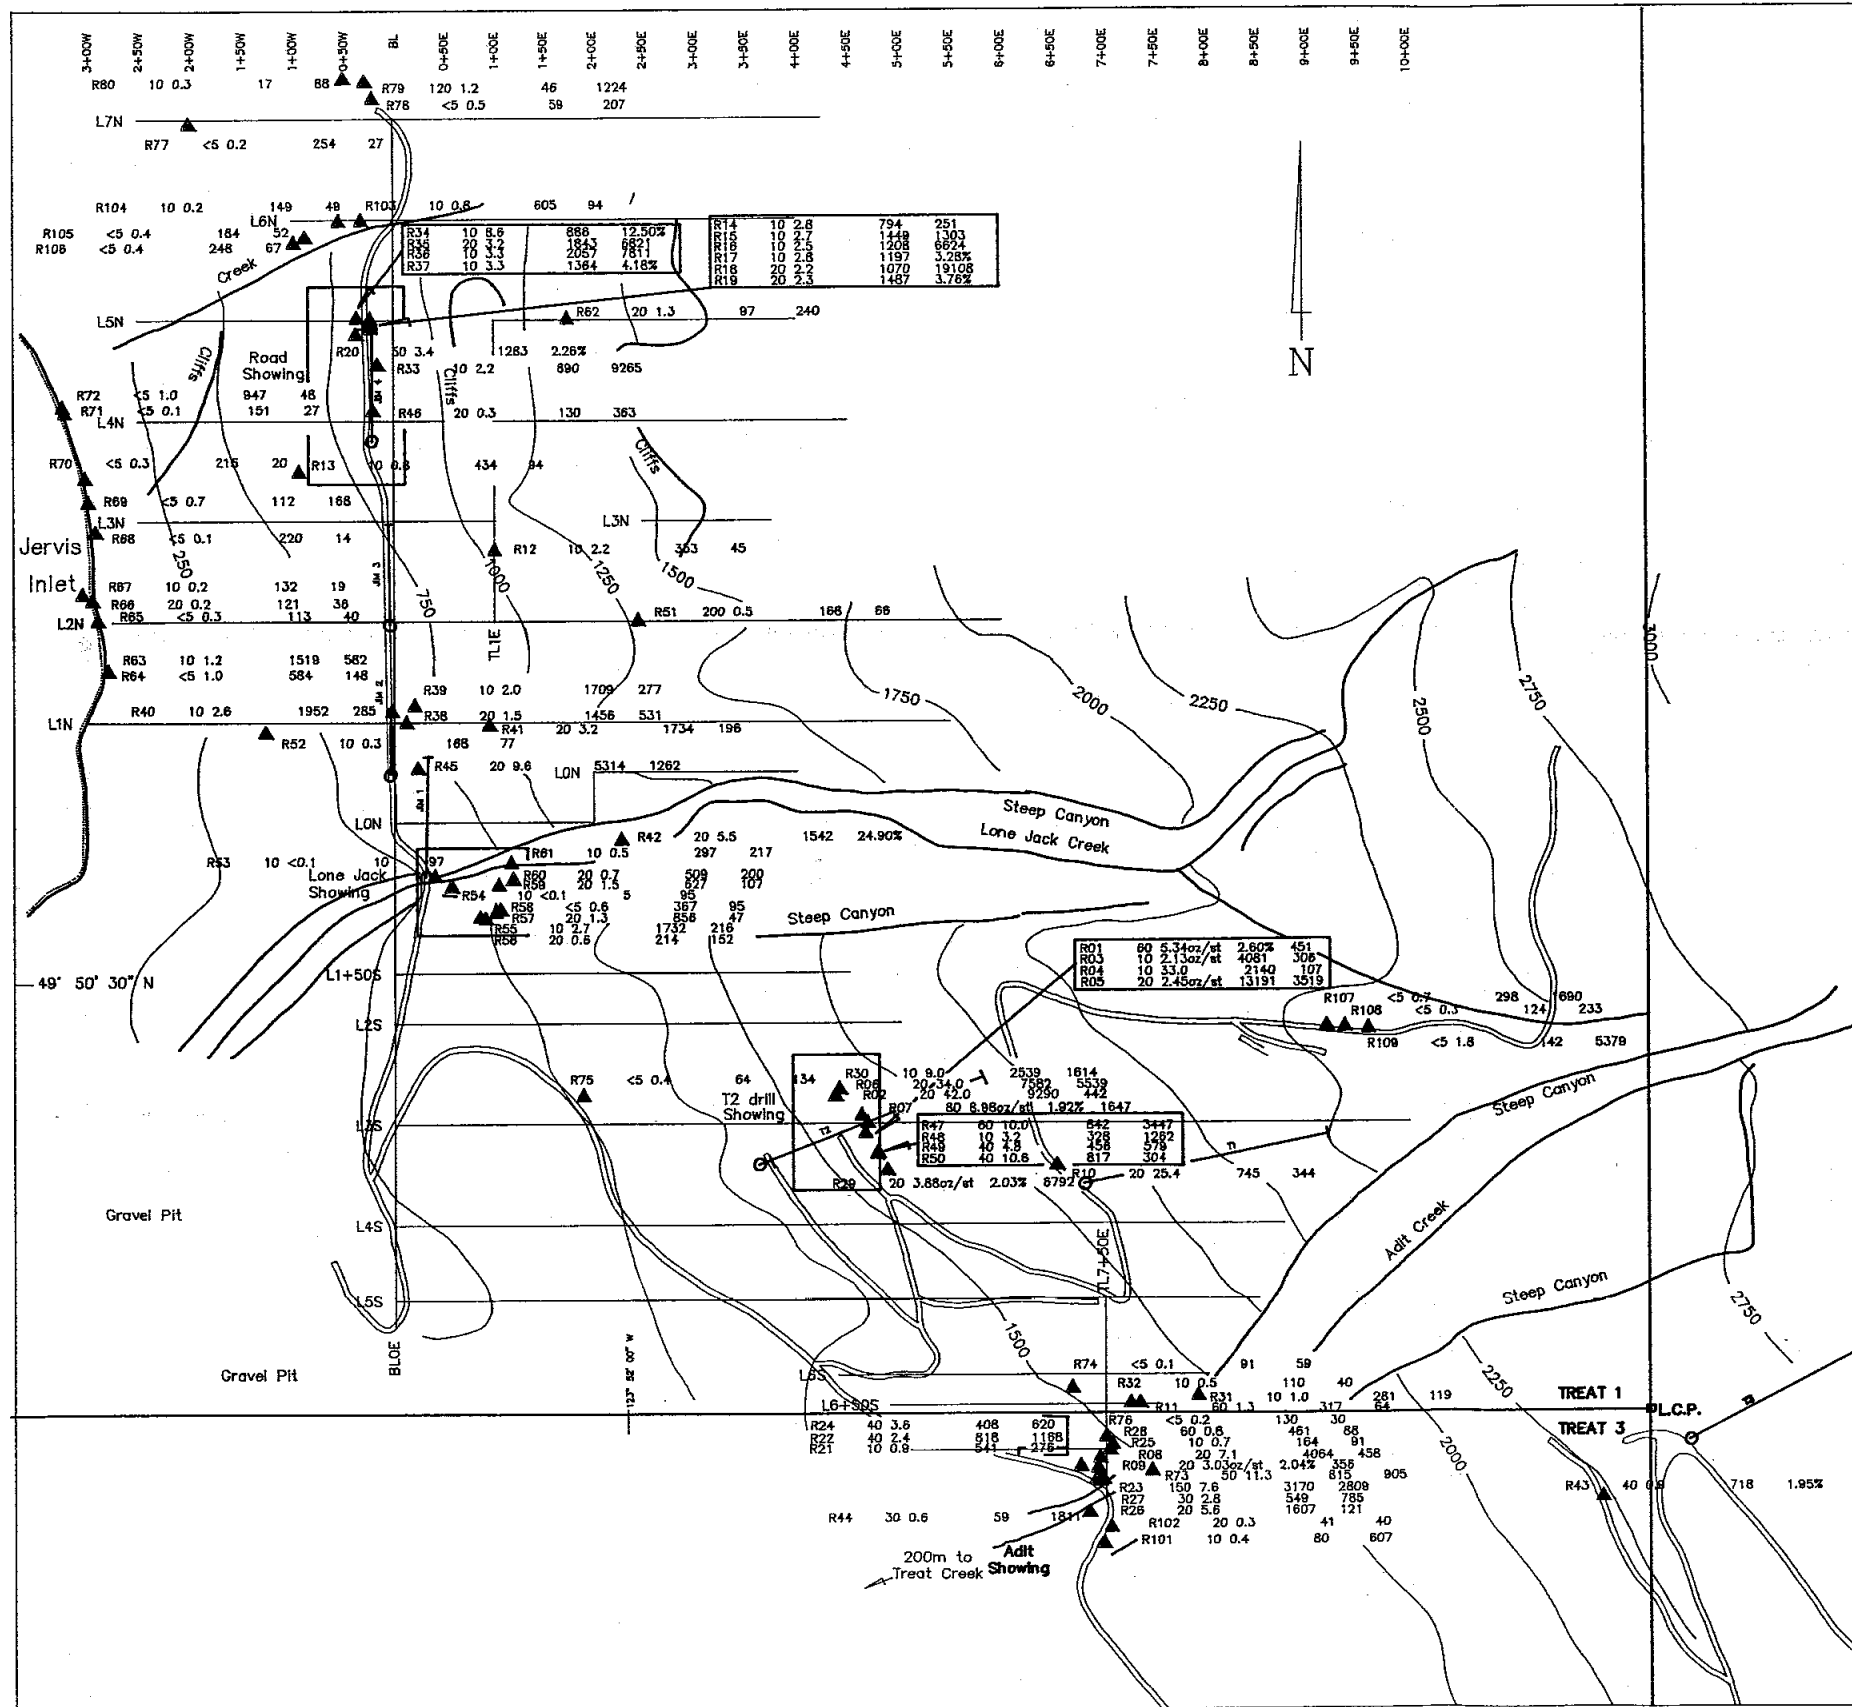 3+00W 2+50W 2+00W 1+50W 1+00W 0+50W BL 0+50E 1+00E 1+50E 2+00E 2+50E 3+00E 3+50E 4+00E 4+50E 5+00E 5+50E 6+00E 6+50E 7+00E 7+50E 8+00E 8+50E 9+00E 9+50E 10+00E
R80 10 0.3 17 88
R79 120 1.2 46 1224
R78 <5 0.5 59 207
L7N
R77 <5 0.2 254 27
R104 10 0.2 149 49
R103 10 0.8 605 94
L6N
R105 <5 0.4 184 52
R106 <5 0.4 248 67
Creek
R34 10 8.6 886 12.50%
R35 20 3.2 1843 6821
R36 10 3.3 2057 7811
R37 10 3.3 1364 4.18%
R14 10 2.8 794 251
R15 10 2.7 1449 1303
R16 10 2.5 1208 6624
R17 10 2.8 1197 3.28%
R18 20 2.2 1070 19108
R19 20 2.3 1487 3.76%
L5N
R62 20 1.3 97 240
Cliffs
Road
Showing
R20 50 3.4 1283 2.26%
R33 10 2.2 890 9265
Cliffs
JM 4
N
R72 <5 1.0 947 48
R71 <5 0.1 151 27
R46 20 0.3 130 363
L4N
Cliffs
R70 <5 0.3 215 20
R13 10 0.8 434 94
R69 <5 0.7 112 168
L3N
L3N
R68 <5 0.1 220 14
R12 10 2.2 353 45
Jervis
Inlet
250
750
1000
1250
1500
JM 3
R67 10 0.2 132 19
R66 20 0.2 121 36
R65 <5 0.3 113 40
L2N
R51 200 0.5 166 66
TL1E
3000
R63 10 1.2 1519 582
R64 <5 1.0 584 148
JM 2
R39 10 2.0 1709 277
R40 10 2.6 1952 285
R38 20 1.5 1456 531
L1N
R41 20 3.2 1734 196
R52 10 0.3 168 77
1750
2000
2250
2500
2750
R45 20 9.6 5314 1262
L0N
JM 1
L0N
Steep Canyon
Lone Jack Creek
R42 20 5.5 1542 24.90%
R61 10 0.5 297 217
R53 10 <0.1 10 97
Lone Jack
Showing
R60 20 0.7 509 200
R59 20 1.5 627 107
R54 10 <0.1 5 95
R58 <5 0.6 367 95
R57 20 1.3 858 47
R55 10 2.7 1732 216
R56 20 0.6 214 152
Steep Canyon
L1+50S
49° 50' 30" N
R01 60 5.34oz/st 2.60% 451
R03 10 2.13oz/st 4081 306
R04 10 33.0 2140 107
R05 20 2.45oz/st 13191 3519
R107 <5 0.7 298 690
R108 <5 0.3 124 233
R109 <5 1.8 142 5379
L2S
R75 <5 0.4 64 134
T2 drill
Showing
R30 10 9.0 2539 1614
R06 20 34.0 7582 5539
R02 20 42.0 9290 442
R07 80 8.98oz/st 1.92% 1647
L3S
T2
R47 60 10.0 842 3447
R48 10 3.2 328 1262
R49 40 4.8 458 579
R50 40 10.6 817 304
R10 20 25.4 745 344
R29 20 3.88oz/st 2.03% 8792
Steep Canyon
Gravel Pit
L4S
TL7+50E
Adit Creek
Steep Canyon
2750
L5S
1500
BL0E
123° 52' 00" W
Gravel Pit
R74 <5 0.1 91 59
L6S
R32 10 0.5 110 40
R31 10 1.0 281 119
R11 60 1.3 317 64
L6+50S
2250
TREAT 1
L.C.P.
TREAT 3
R24 40 3.6 408 620
R22 40 2.4 818 1168
R21 10 0.9 541 276
R76 <5 0.2 130 30
R28 60 0.6 461 88
R25 10 0.7 164 91
R08 20 7.1 4064 458
R09 20 3.03oz/st 2.04% 356
R73 50 11.3 815 905
R23 150 7.6 3170 2809
R27 30 2.8 549 785
R26 20 5.6 1607 121
2000
R43 40 718 1.95%
R44 30 0.6 59 1811
R102 20 0.3 41 40
R101 10 0.4 80 607
200m to
Treat Creek
Adit
Showing